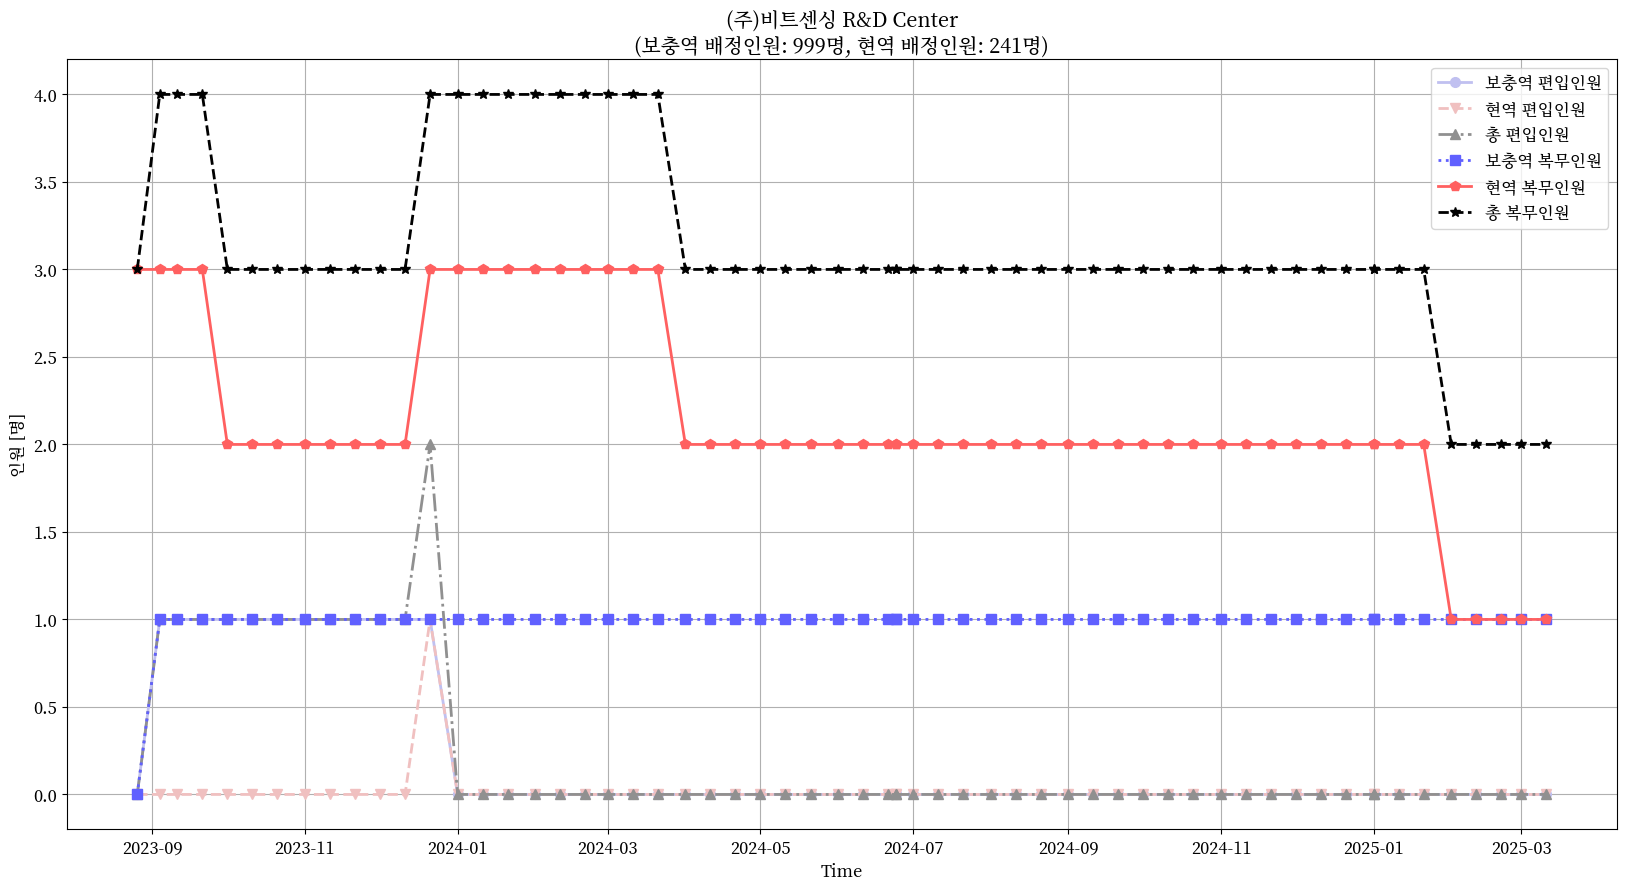 (주)비트센싱 R&D Center
(보충역 배정인원: 999명, 현역 배정인원: 241명)
보충역 편입인원
현역 편입인원
총 편입인원
보충역 복무인원
현역 복무인원
총 복무인원
인원 [명]
4.0
3.5
3.0
2.5
2.0
1.5
1.0
0.5
0.0
2023-09 2023-11 2024-01 2024-03 2024-05 2024-07 2024-09 2024-11 2025-01 2025-03
Time